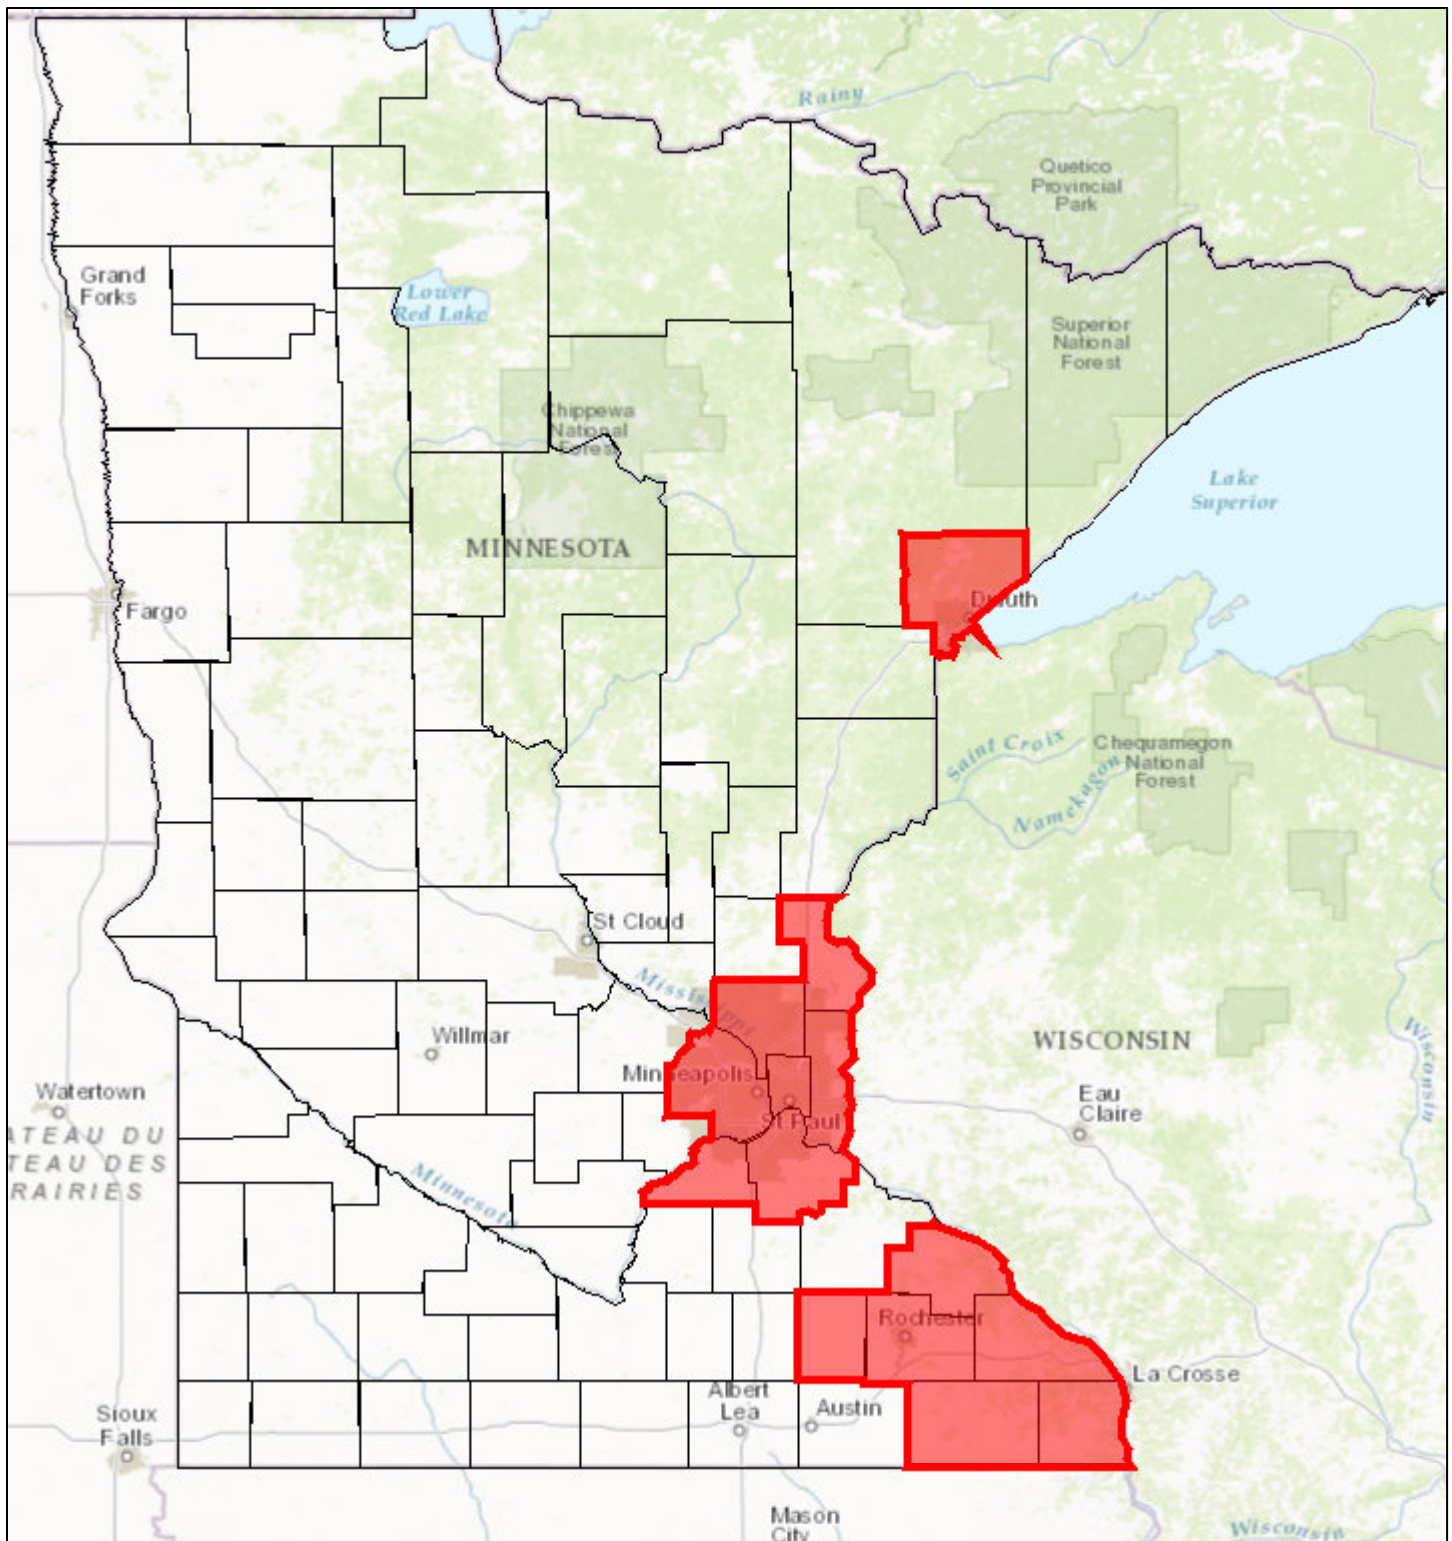 Rainy
Quetico
Provincial
Park
Grand
Forks
Lower
Red Lake
Superior
National
Forest
Chippewa
National
Forest
Lake
Superior
MINNESOTA
Fargo
Duluth
Saint Croix
Namekagon
Chequamegon
National
Forest
St Cloud
Mississippi
Willmar
WISCONSIN
Wisconsin
Minneapolis
Watertown
Eau
Claire
St Paul
ATEAU DU
TEAU DES
RAIRIES
Minnesota
Rochester
La Crosse
Albert
Lea
Austin
Sioux
Falls
Mason
City
Wisconsin